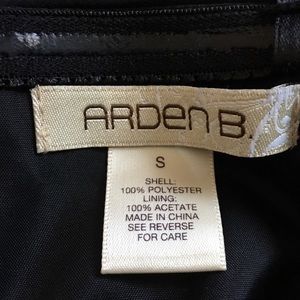 ARDEN B.
S
SHELL:
100% POLYESTER
LINING:
100% ACETATE
MADE IN CHINA
SEE REVERSE
FOR CARE